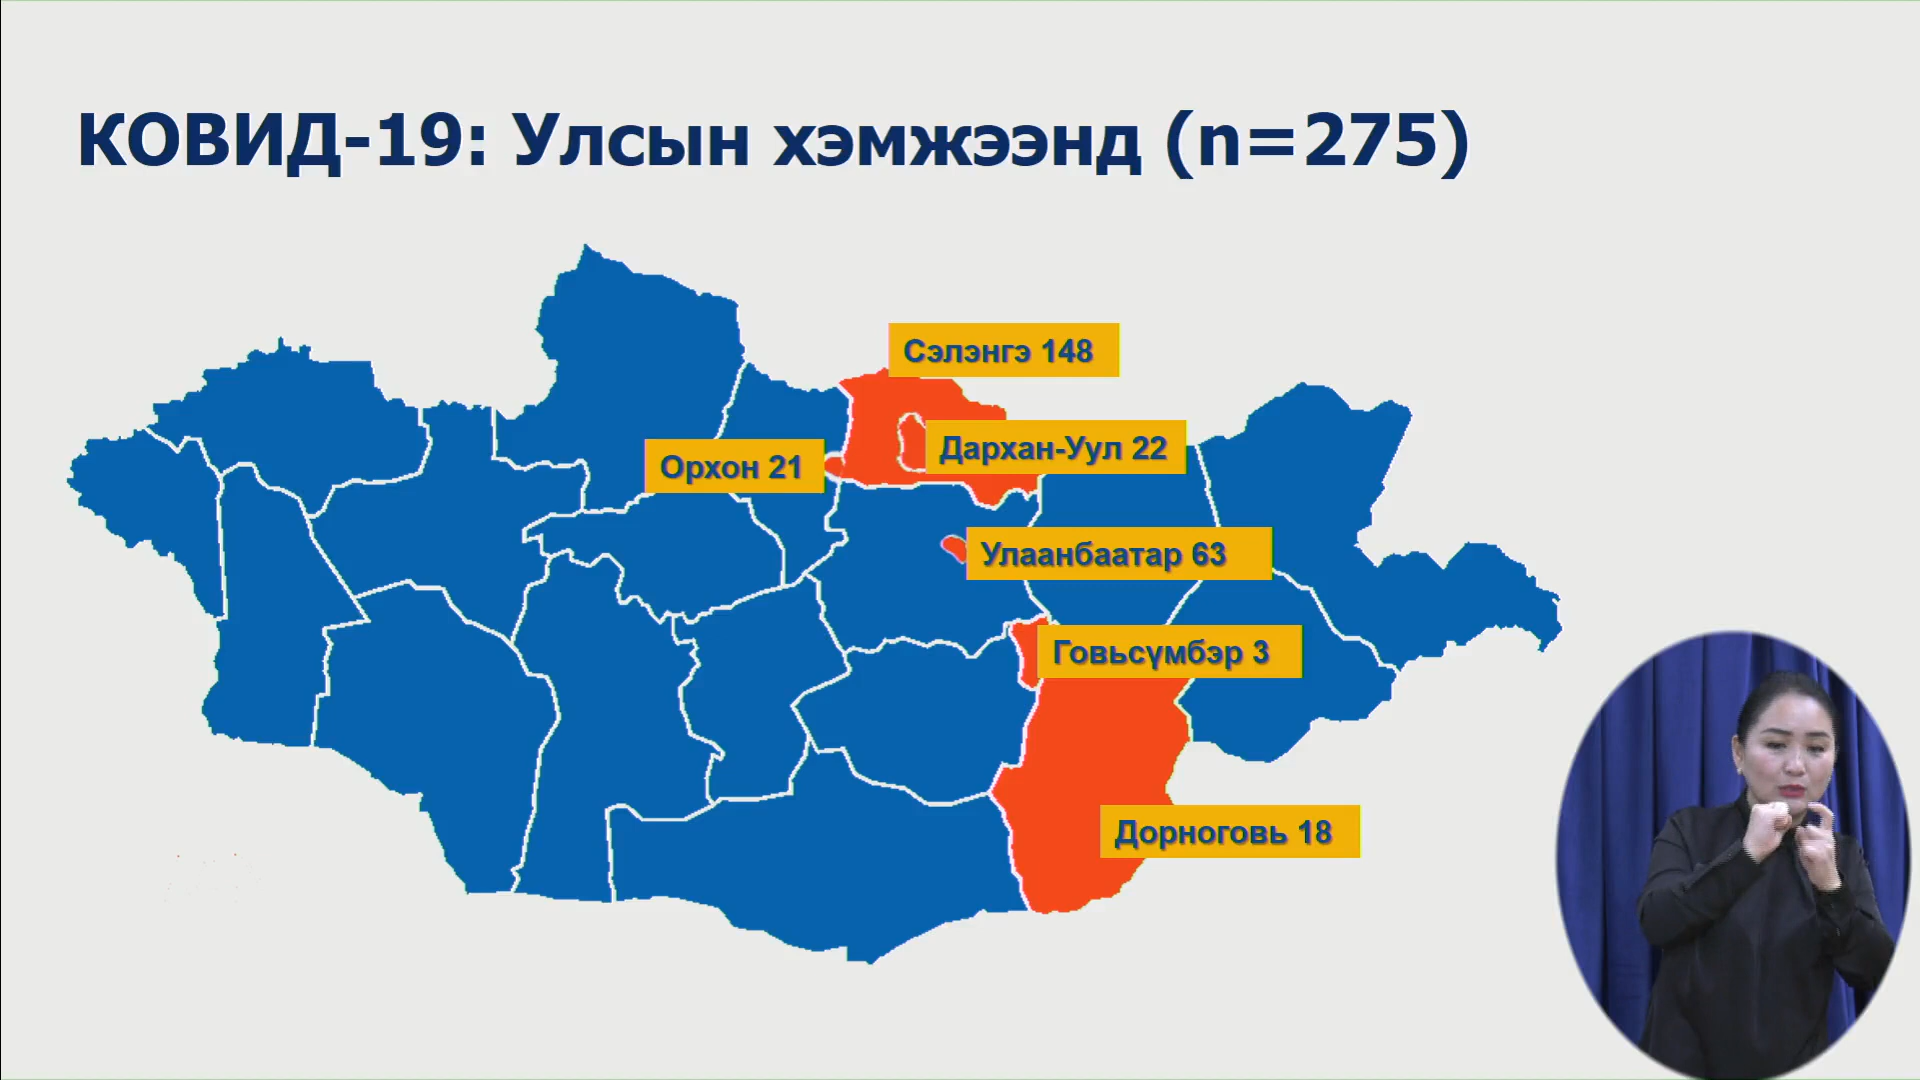 КОВИД-19: Улсын хэмжээнд (n=275)
Сэлэнгэ 148
Дархан-Уул 22
Орхон 21
Улаанбаатар 63
Говьсүмбэр 3
Дорноговь 18